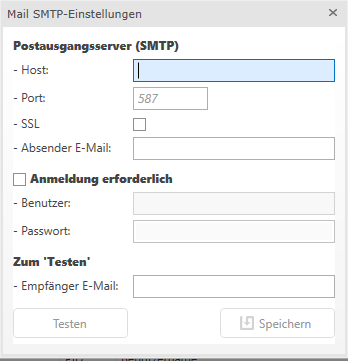 Mail SMTP-Einstellungen
Postausgangsserver (SMTP)
- Host:
- Port: 587
- SSL
- Absender E-Mail:
Anmeldung erforderlich
- Benutzer:
- Passwort:
Zum 'Testen'
- Empfänger E-Mail:
Testen Speichern